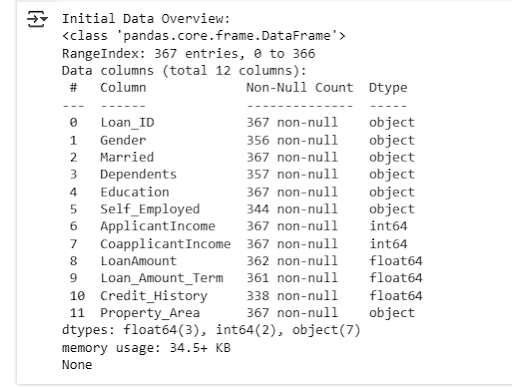 Initial Data Overview:
<class 'pandas.core.frame.DataFrame'>
RangeIndex: 367 entries, 0 to 366
Data columns (total 12 columns):
 #   Column             Non-Null Count  Dtype
---  ------             --------------  -----
 0   Loan_ID            367 non-null    object
 1   Gender             356 non-null    object
 2   Married            367 non-null    object
 3   Dependents         357 non-null    object
 4   Education          367 non-null    object
 5   Self_Employed      344 non-null    object
 6   ApplicantIncome    367 non-null    int64
 7   CoapplicantIncome  367 non-null    int64
 8   LoanAmount         362 non-null    float64
 9   Loan_Amount_Term   361 non-null    float64
 10  Credit_History     338 non-null    float64
 11  Property_Area      367 non-null    object
dtypes: float64(3), int64(2), object(7)
memory usage: 34.5+ KB
None